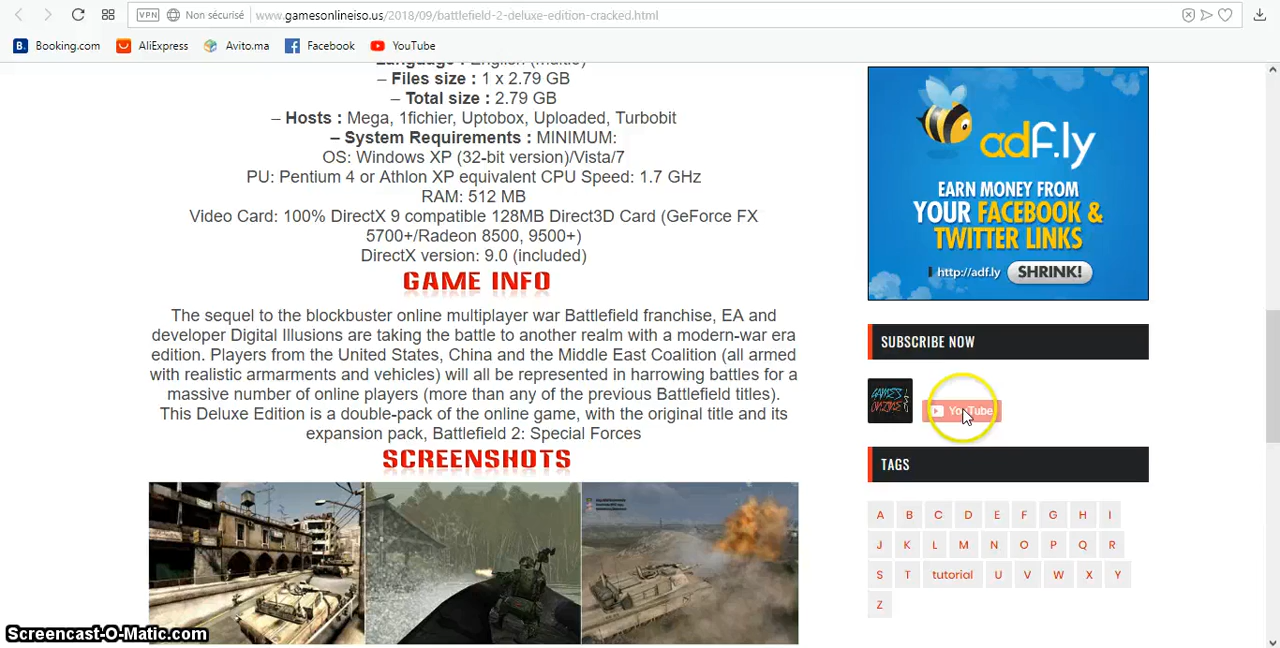 VPN Non sécurisé www.gamesonlineiso.us/2018/09/battlefield-2-deluxe-edition-cracked.html
B. Booking.com AliExpress Avito.ma Facebook YouTube
Language : English (Multi6)
– Files size : 1 x 2.79 GB
– Total size : 2.79 GB
– Hosts : Mega, 1fichier, Uptobox, Uploaded, Turbobit
– System Requirements : MINIMUM:
OS: Windows XP (32-bit version)/Vista/7
PU: Pentium 4 or Athlon XP equivalent CPU Speed: 1.7 GHz
RAM: 512 MB
Video Card: 100% DirectX 9 compatible 128MB Direct3D Card (GeForce FX
5700+/Radeon 8500, 9500+)
DirectX version: 9.0 (included)
GAME INFO
The sequel to the blockbuster online multiplayer war Battlefield franchise, EA and
developer Digital Illusions are taking the battle to another realm with a modern-war era
edition. Players from the United States, China and the Middle East Coalition (all armed
with realistic armarments and vehicles) will all be represented in harrowing battles for a
massive number of online players (more than any of the previous Battlefield titles).
This Deluxe Edition is a double-pack of the online game, with the original title and its
expansion pack, Battlefield 2: Special Forces
SCREENSHOTS
adf.ly
EARN MONEY FROM
YOUR FACEBOOK &
TWITTER LINKS
http://adf.ly SHRINK!
SUBSCRIBE NOW
GAMES
ONLINE
YouTube
TAGS
A B C D E F G H I
J K L M N O P Q R
S T tutorial U V W X Y
Z
Screencast-O-Matic.com